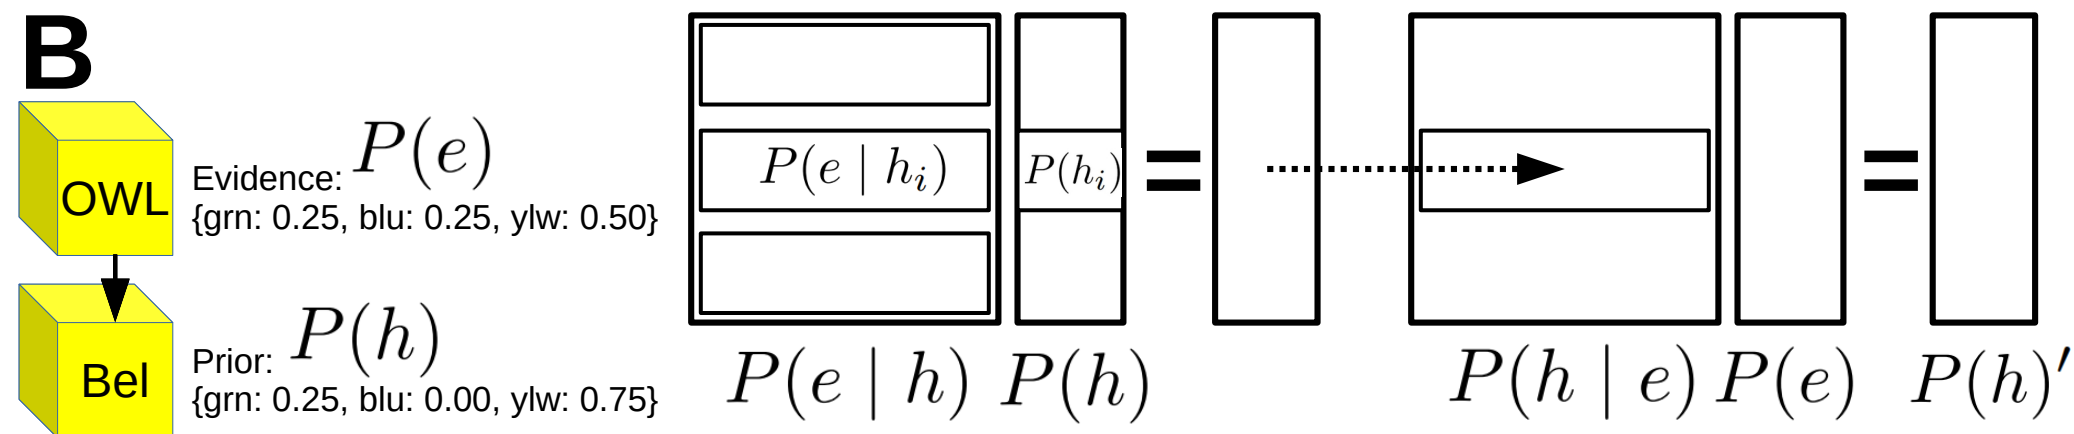 B
OWL
Evidence: P(e)
{grn: 0.25, blu: 0.25, ylw: 0.50}
Bel
Prior: P(h)
{grn: 0.25, blu: 0.00, ylw: 0.75}
P(e | h_i) P(h_i) = =
P(e | h) P(h) P(h | e) P(e) P(h)′